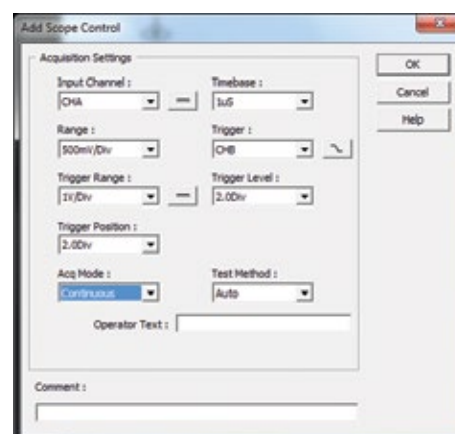 Add Scope Control
Acquisition Settings
Input Channel :
Timebase :
CHA
1uS
Range :
Trigger :
500mV/Div
CHB
Trigger Range :
Trigger Level :
1V/Div
2.0Div
Trigger Position :
2.0Div
Acq Mode :
Test Method :
Continuous
Auto
Operator Text :
Comment :
OK
Cancel
Help